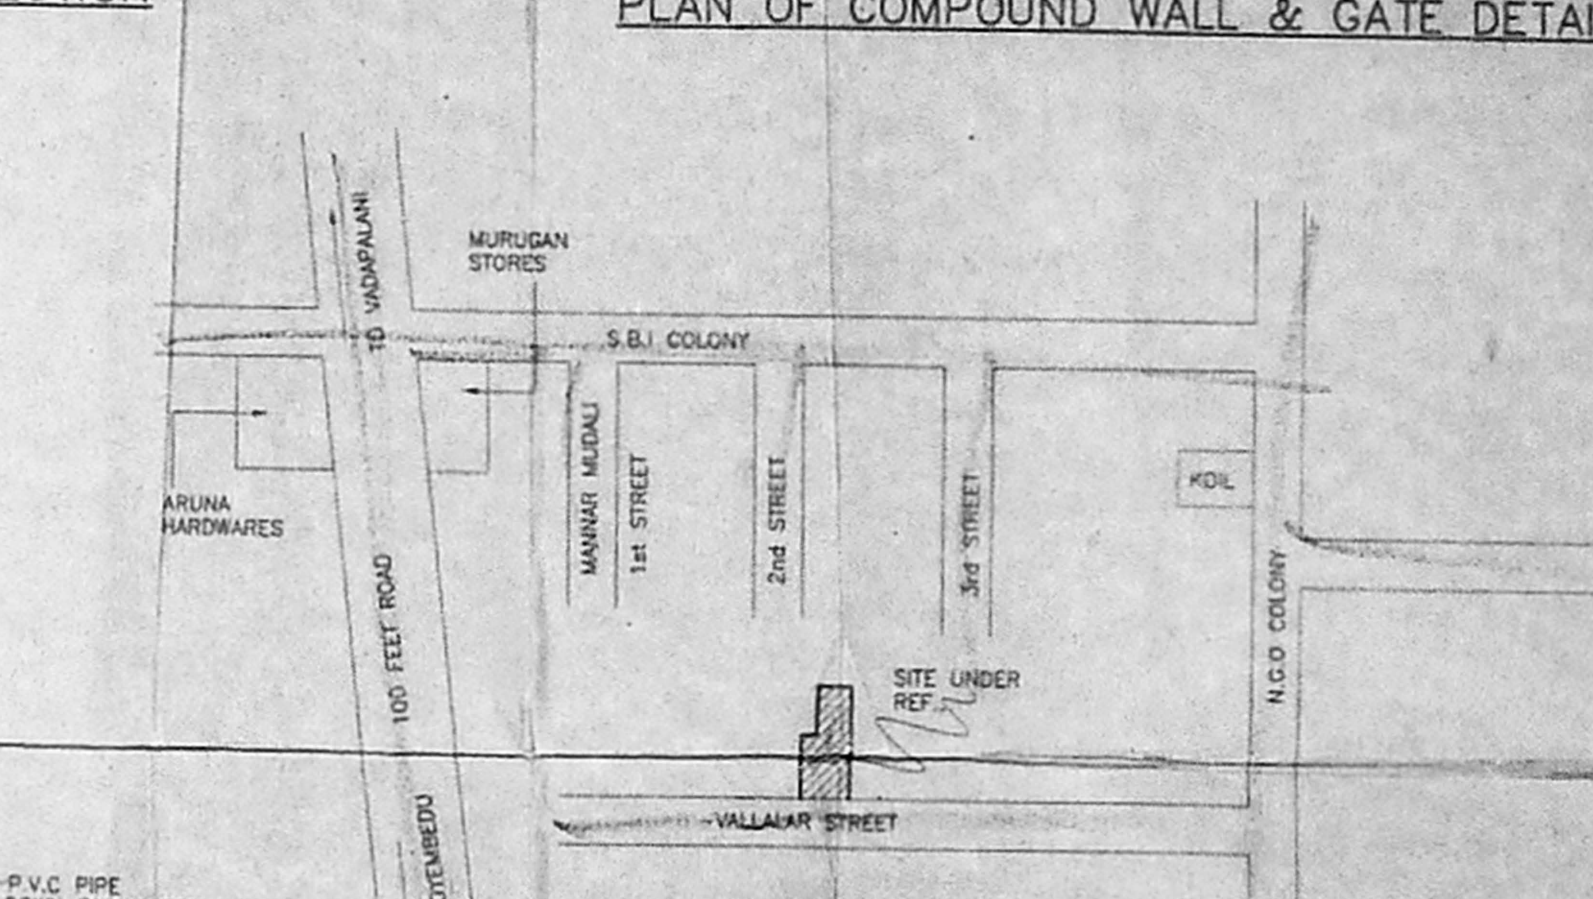 PLAN OF COMPOUND WALL & GATE DETAI
TO VADAPALANI
MURUGAN
STORES
S.B.I COLONY
ARUNA
HARDWARES
MANNAR MUDALI
1st STREET
2nd STREET
3rd STREET
KOIL
100 FEET ROAD
N.G.O COLONY
SITE UNDER
REF.
VALLALAR STREET
OYEMBEDU
P.V.C PIPE